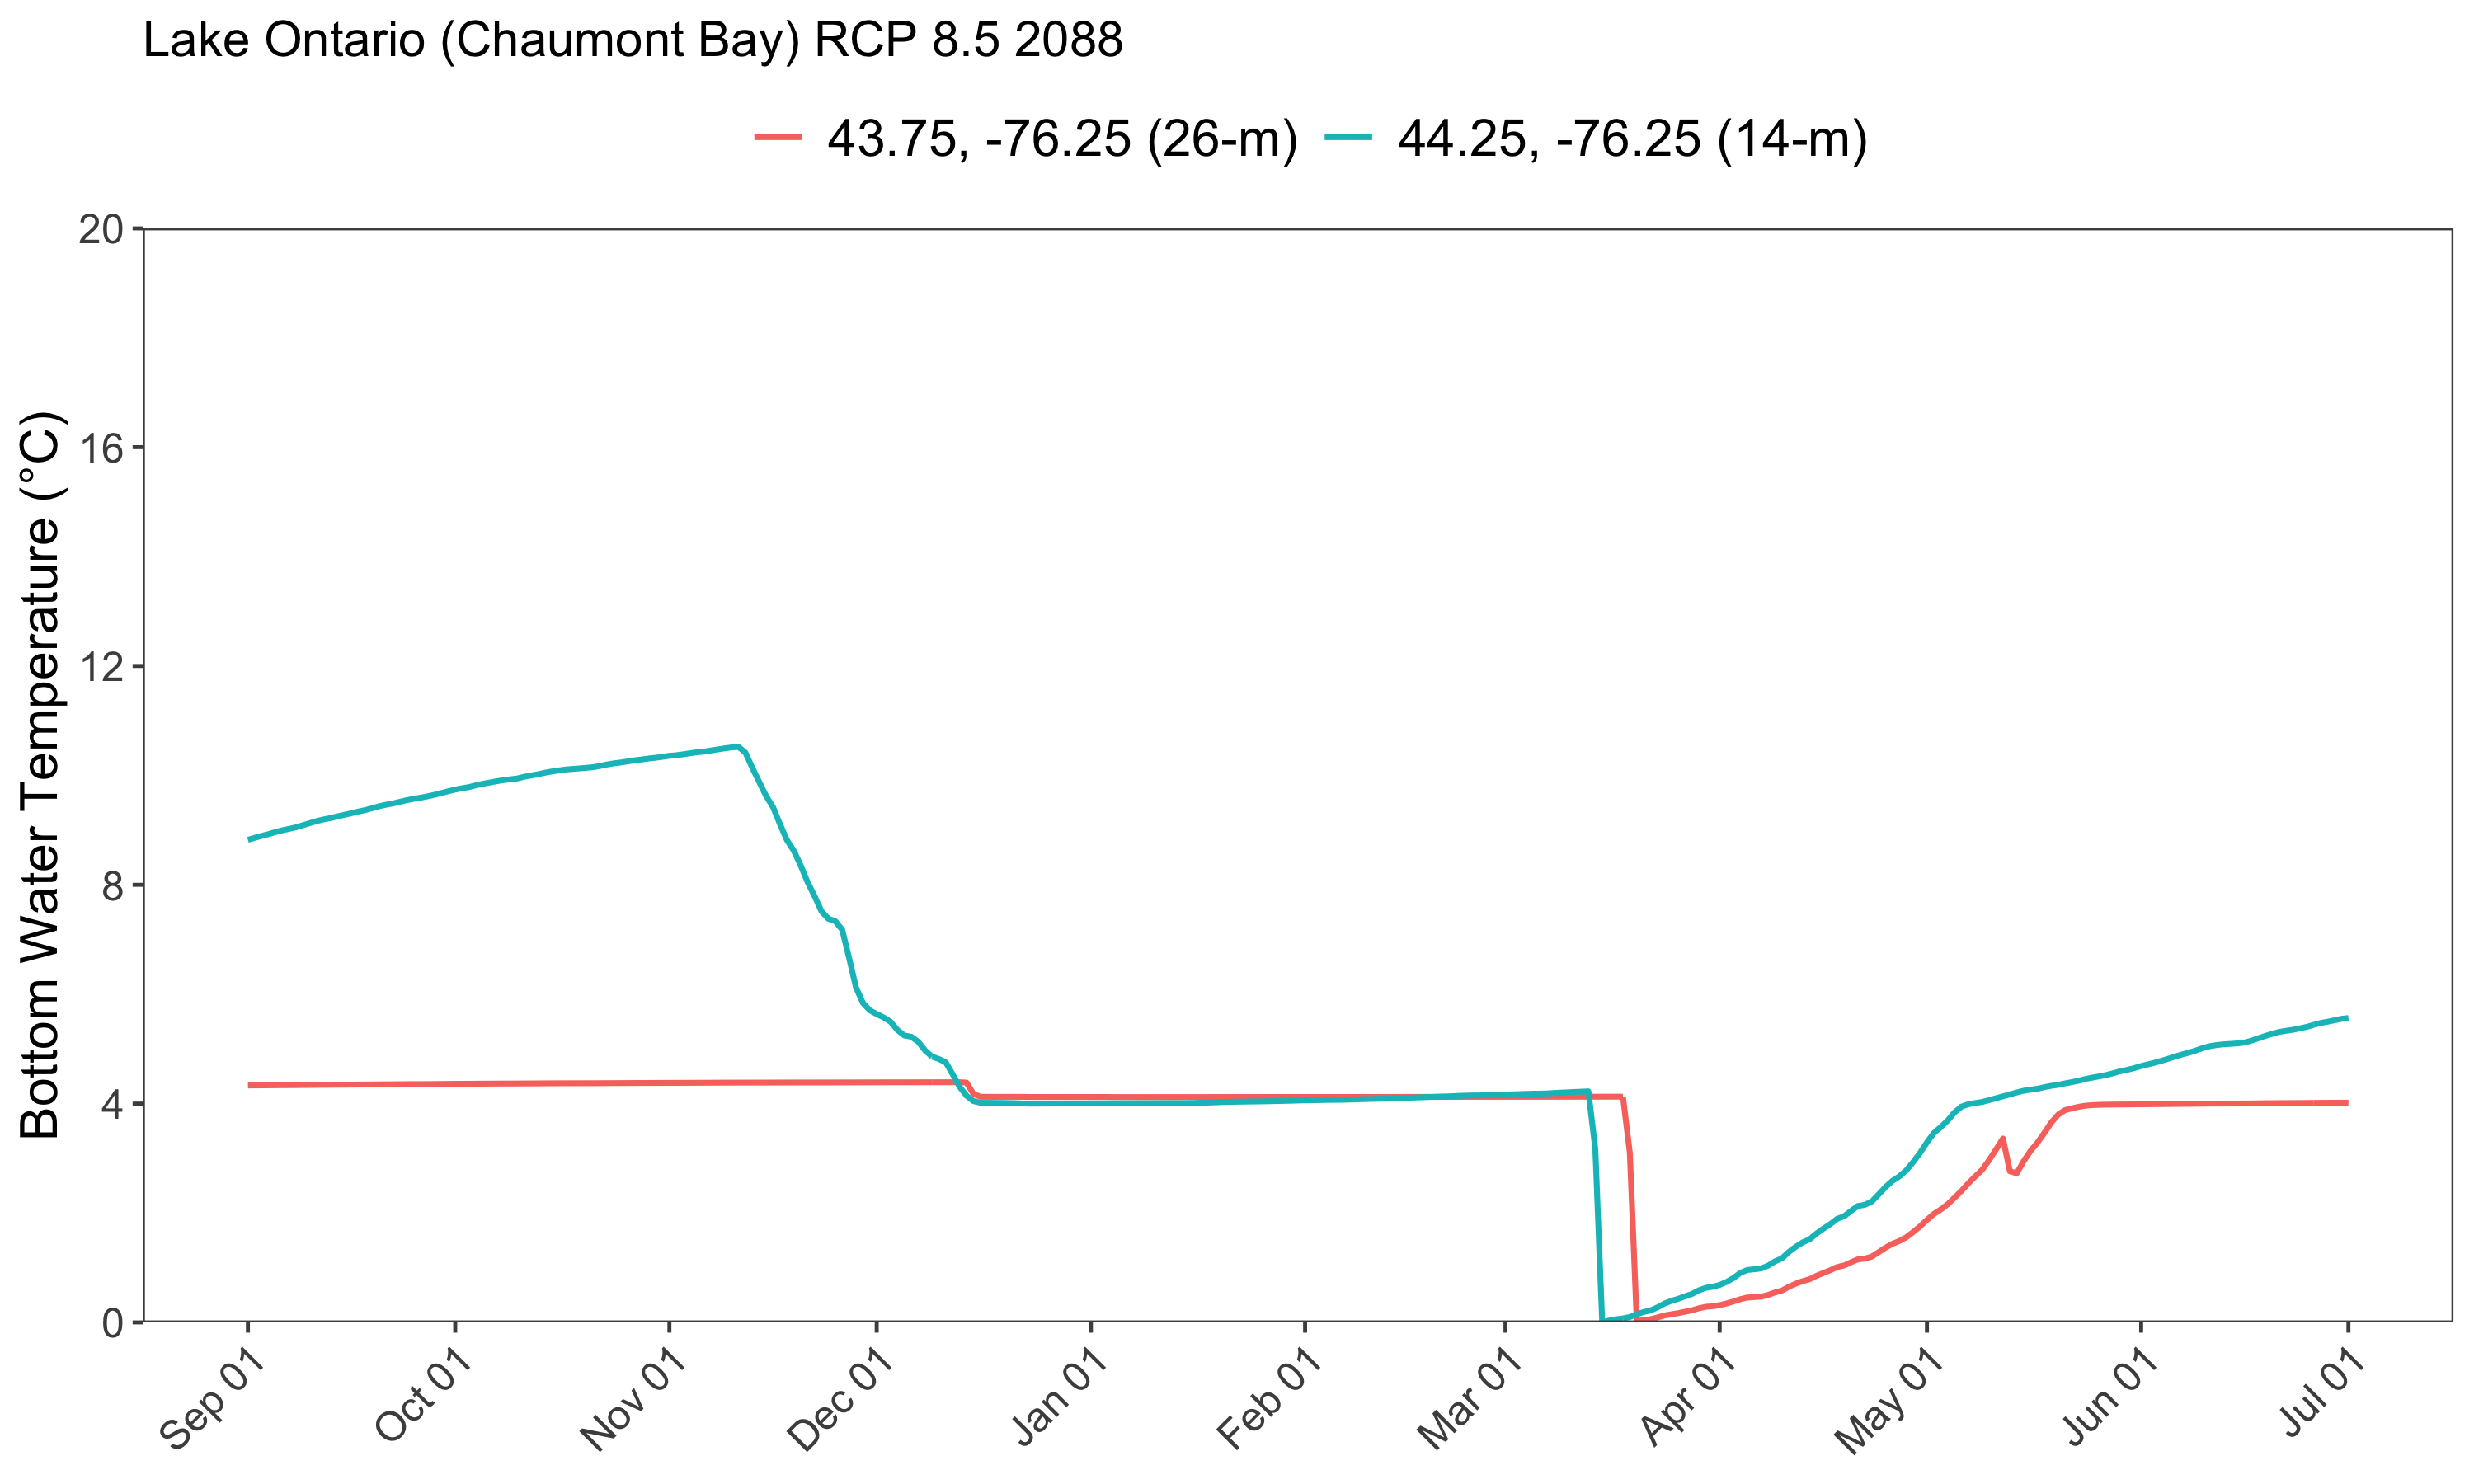 Lake Ontario (Chaumont Bay) RCP 8.5 2088
43.75, -76.25 (26-m) 44.25, -76.25 (14-m)
Bottom Water Temperature (°C)
20
16
12
8
4
0
Sep 01 Oct 01 Nov 01 Dec 01 Jan 01 Feb 01 Mar 01 Apr 01 May 01 Jun 01 Jul 01